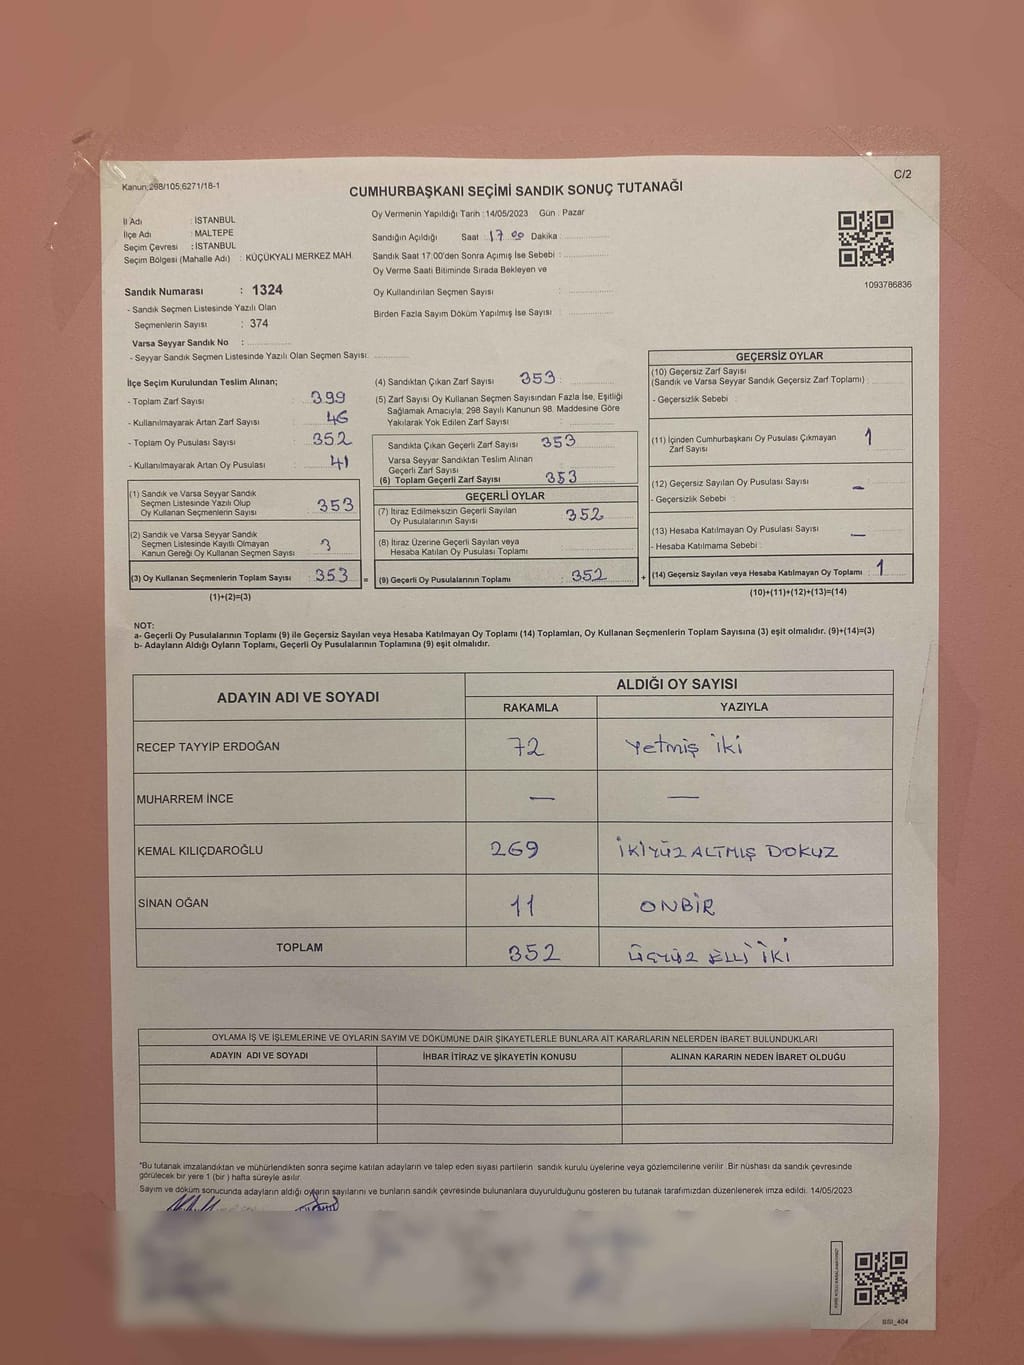 Kanun;298/105;6271/18-1
C/2
CUMHURBAŞKANI SEÇİMİ SANDIK SONUÇ TUTANAĞI
İl Adı : İSTANBUL
İlçe Adı : MALTEPE
Seçim Çevresi : İSTANBUL
Seçim Bölgesi (Mahalle Adı) : KÜÇÜKYALI MERKEZ MAH.
Oy Vermenin Yapıldığı Tarih : 14/05/2023 Gün : Pazar
Sandığın Açıldığı Saat : 17 00 Dakika :
Sandık Saat 17:00'den Sonra Açılmış İse Sebebi :
Oy Verme Saati Bitiminde Sırada Bekleyen ve
Oy Kullandırılan Seçmen Sayısı :
Birden Fazla Sayım Döküm Yapılmış İse Sayısı :
1093786836
Sandık Numarası : 1324
- Sandık Seçmen Listesinde Yazılı Olan
Seçmenlerin Sayısı : 374
Varsa Seyyar Sandık No :
- Seyyar Sandık Seçmen Listesinde Yazılı Olan Seçmen Sayısı:
İlçe Seçim Kurulundan Teslim Alınan;
- Toplam Zarf Sayısı : 399
- Kullanılmayarak Artan Zarf Sayısı : 46
- Toplam Oy Pusulası Sayısı : 352
- Kullanılmayarak Artan Oy Pusulası : 41
(1) Sandık ve Varsa Seyyar Sandık
Seçmen Listesinde Yazılı Olup
Oy Kullanan Seçmenlerin Sayısı : 353
(2) Sandık ve Varsa Seyyar Sandık
Seçmen Listesinde Kayıtlı Olmayan
Kanun Gereği Oy Kullanan Seçmen Sayısı : 3
(3) Oy Kullanan Seçmenlerin Toplam Sayısı : 353 =
(1)+(2)=(3)
(4) Sandıktan Çıkan Zarf Sayısı : 353
(5) Zarf Sayısı Oy Kullanan Seçmen Sayısından Fazla İse, Eşitliği
Sağlamak Amacıyla; 298 Sayılı Kanunun 98. Maddesine Göre
Yakılarak Yok Edilen Zarf Sayısı :
Sandıkta Çıkan Geçerli Zarf Sayısı : 353
Varsa Seyyar Sandıktan Teslim Alınan
Geçerli Zarf Sayısı
(6) Toplam Geçerli Zarf Sayısı : 353
GEÇERLİ OYLAR
(7) İtiraz Edilmeksizin Geçerli Sayılan
Oy Pusulalarının Sayısı : 352
(8) İtiraz Üzerine Geçerli Sayılan veya
Hesaba Katılan Oy Pusulası Toplamı
(9) Geçerli Oy Pusulalarının Toplamı : 352 +
GEÇERSİZ OYLAR
(10) Geçersiz Zarf Sayısı
(Sandık ve Varsa Seyyar Sandık Geçersiz Zarf Toplamı) :
- Geçersizlik Sebebi :
(11) İçinden Cumhurbaşkanı Oy Pusulası Çıkmayan
Zarf Sayısı : 1
(12) Geçersiz Sayılan Oy Pusulası Sayısı : —
- Geçersizlik Sebebi :
(13) Hesaba Katılmayan Oy Pusulası Sayısı : —
- Hesaba Katılmama Sebebi :
(14) Geçersiz Sayılan veya Hesaba Katılmayan Oy Toplamı : 1
(10)+(11)+(12)+(13)=(14)
NOT:
a- Geçerli Oy Pusulalarının Toplamı (9) ile Geçersiz Sayılan veya Hesaba Katılmayan Oy Toplamı (14) Toplamları, Oy Kullanan Seçmenlerin Toplam Sayısına (3) eşit olmalıdır. (9)+(14)=(3)
b- Adayların Aldığı Oyların Toplamı, Geçerli Oy Pusulalarının Toplamına (9) eşit olmalıdır.
ADAYIN ADI VE SOYADI
ALDIĞI OY SAYISI
RAKAMLA YAZIYLA
RECEP TAYYİP ERDOĞAN 72 Yetmiş iki
MUHARREM İNCE — —
KEMAL KILIÇDAROĞLU 269 İKİYÜZ ALTMIŞ DOKUZ
SİNAN OĞAN 11 ONBİR
TOPLAM 352 ÜÇYÜZ ELLİ İKİ
OYLAMA İŞ VE İŞLEMLERİNE VE OYLARIN SAYIM VE DÖKÜMÜNE DAİR ŞİKAYETLERLE BUNLARA AİT KARARLARIN NELERDEN İBARET BULUNDUKLARI
ADAYIN ADI VE SOYADI İHBAR İTİRAZ VE ŞİKAYETİN KONUSU ALINAN KARARIN NEDEN İBARET OLDUĞU
*Bu tutanak imzalandıktan ve mühürlendikten sonra seçime katılan adayların ve talep eden siyasi partilerin sandık kurulu üyelerine veya gözlemcilerine verilir. Bir nüshası da sandık çevresinde
görülecek bir yere 1 (bir) hafta süreyle asılır.
Sayım ve döküm sonucunda adayların aldığı oyların sayılarını ve bunların sandık çevresinde bulunanlara duyurulduğunu gösteren bu tutanak tarafımızdan düzenlenerek imza edildi. 14/05/2023
BSI_404